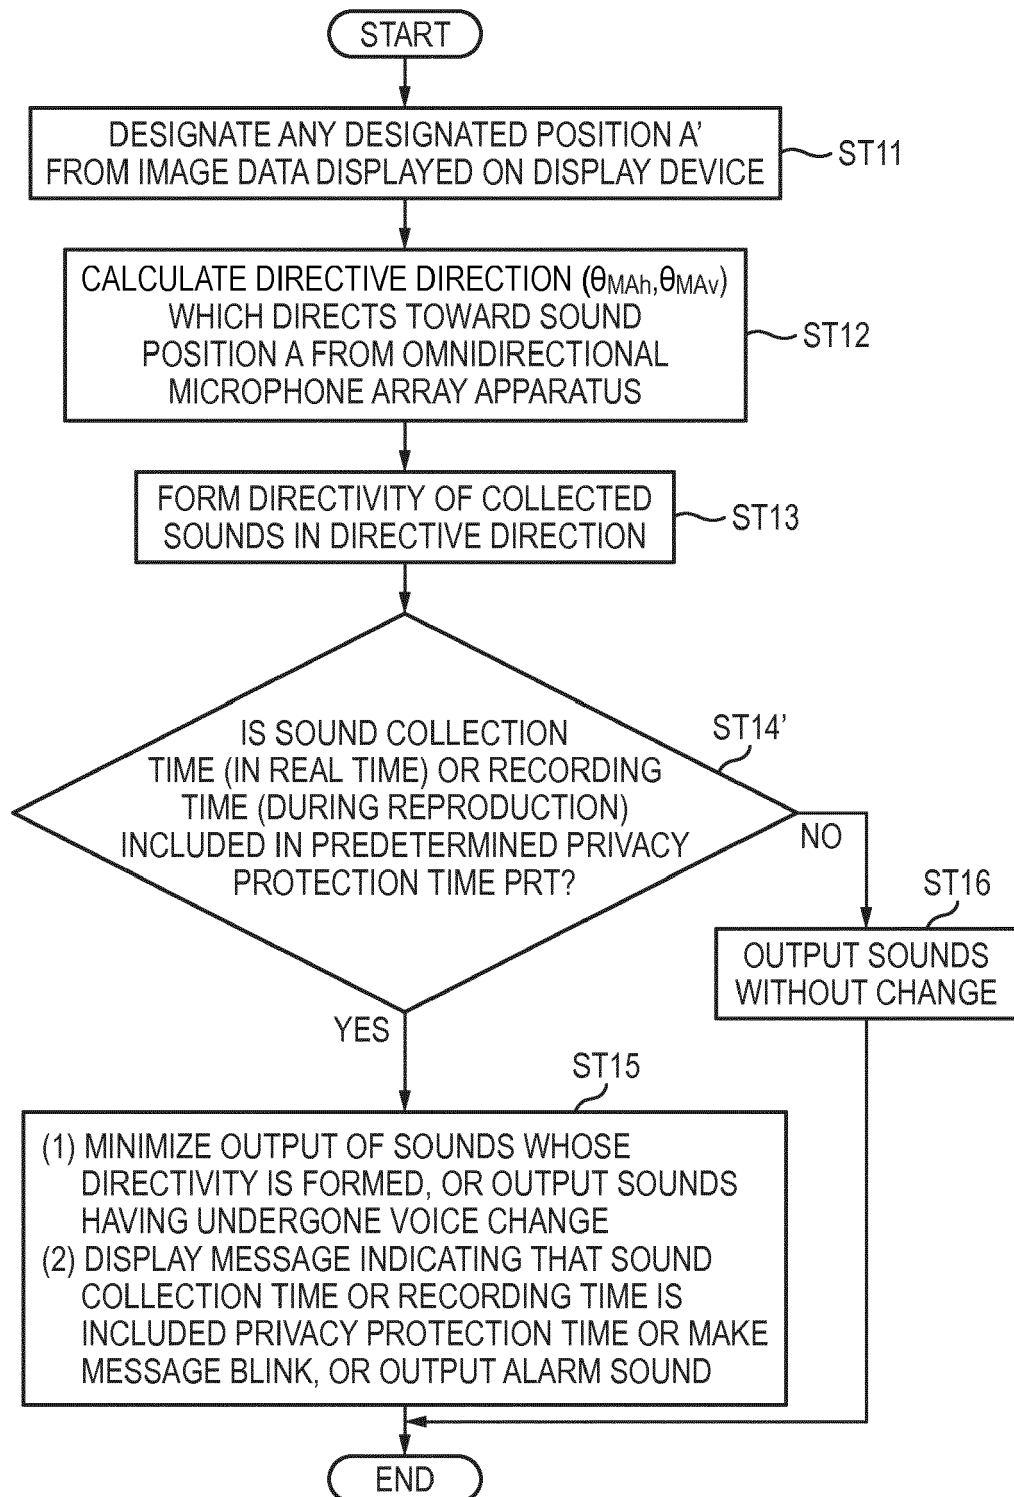 START
DESIGNATE ANY DESIGNATED POSITION A'
FROM IMAGE DATA DISPLAYED ON DISPLAY DEVICE
ST11
CALCULATE DIRECTIVE DIRECTION (θMAh,θMAv)
WHICH DIRECTS TOWARD SOUND
POSITION A FROM OMNIDIRECTIONAL
MICROPHONE ARRAY APPARATUS
ST12
FORM DIRECTIVITY OF COLLECTED
SOUNDS IN DIRECTIVE DIRECTION
ST13
IS SOUND COLLECTION
TIME (IN REAL TIME) OR RECORDING
TIME (DURING REPRODUCTION)
INCLUDED IN PREDETERMINED PRIVACY
PROTECTION TIME PRT?
ST14'
NO
ST16
OUTPUT SOUNDS
WITHOUT CHANGE
YES
ST15
(1) MINIMIZE OUTPUT OF SOUNDS WHOSE
DIRECTIVITY IS FORMED, OR OUTPUT SOUNDS
HAVING UNDERGONE VOICE CHANGE
(2) DISPLAY MESSAGE INDICATING THAT SOUND
COLLECTION TIME OR RECORDING TIME IS
INCLUDED PRIVACY PROTECTION TIME OR MAKE
MESSAGE BLINK, OR OUTPUT ALARM SOUND
END